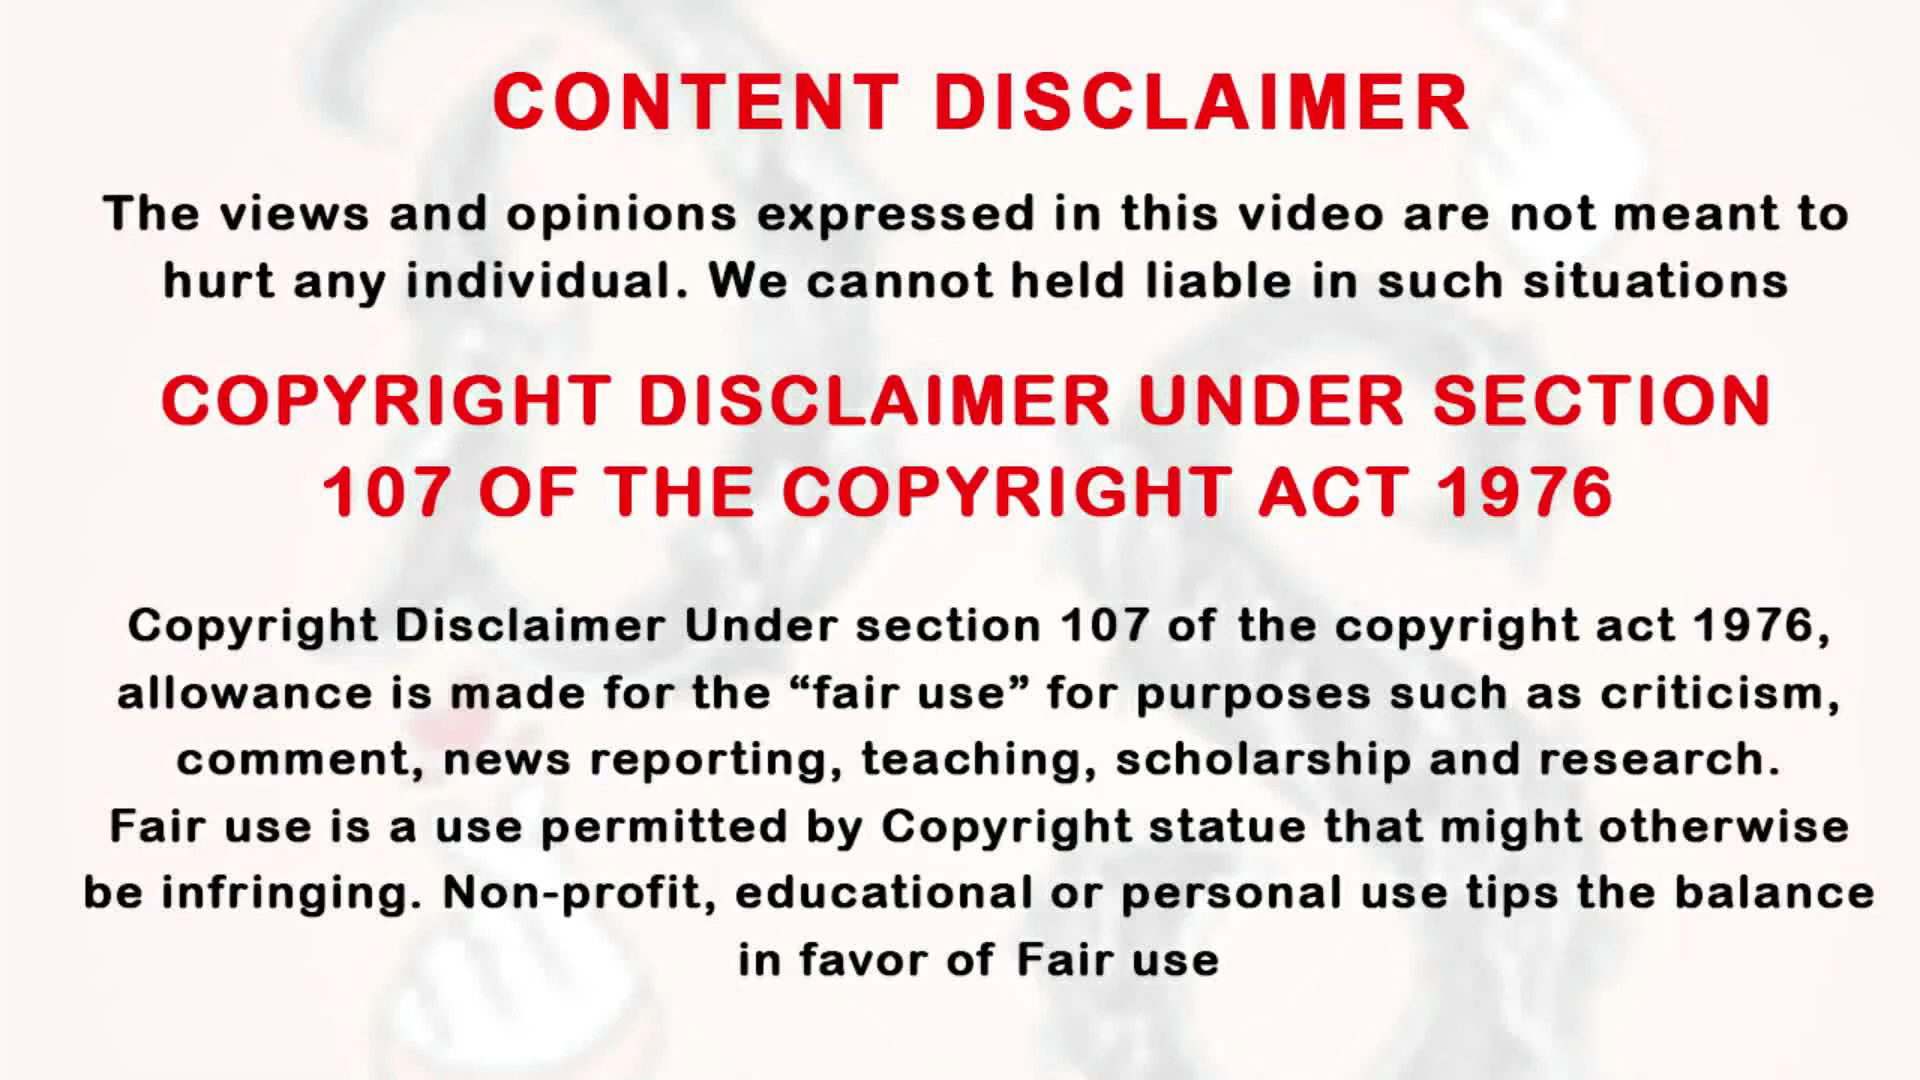 CONTENT DISCLAIMER
The views and opinions expressed in this video are not meant to
hurt any individual. We cannot held liable in such situations
COPYRIGHT DISCLAIMER UNDER SECTION
107 OF THE COPYRIGHT ACT 1976
Copyright Disclaimer Under section 107 of the copyright act 1976,
allowance is made for the “fair use” for purposes such as criticism,
comment, news reporting, teaching, scholarship and research.
Fair use is a use permitted by Copyright statue that might otherwise
be infringing. Non-profit, educational or personal use tips the balance
in favor of Fair use